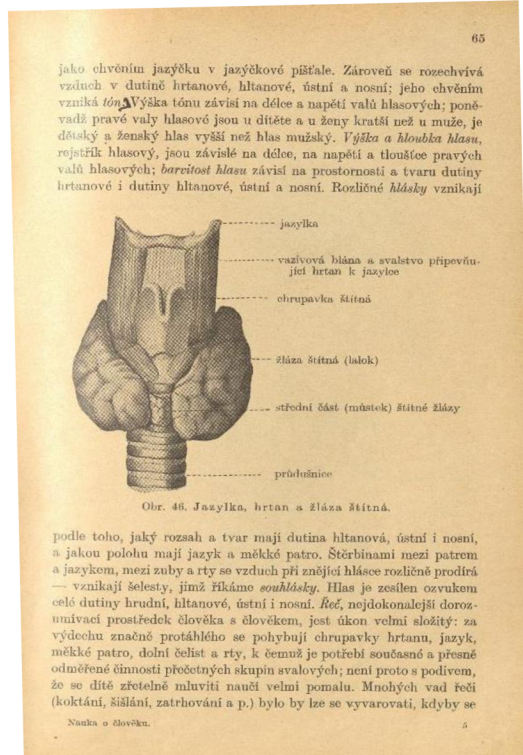 65
jako chvěním jazýčku v jazýčkové píšťale. Zároveň se rozechvívá
vzduch v dutině hrtanové, hltanové, ústní a nosní; jeho chvěním
vzniká tón. Výška tónu závisí na délce a napětí valů hlasových; poně-
vadž pravé valy hlasové jsou u dítěte a u ženy kratší než u muže, je
dětský a ženský hlas vyšší než hlas mužský. Výška a hloubka hlasu,
rejstřík hlasový, jsou závislé na délce, na napětí a tloušťce pravých
valů hlasových; barvitost hlasu závisí na prostornosti a tvaru dutiny
hrtanové i dutiny hltanové, ústní a nosní. Rozličné hlásky vznikají
jazylka
vazivová blána a svalstvo připevňu-
jící hrtan k jazylce
chrupavka štítná
žláza štítná (lalok)
střední část (můstek) štítné žlázy
průdušnice
Obr. 46. Jazylka, hrtan a žláza štítná.
podle toho, jaký rozsah a tvar mají dutina hltanová, ústní i nosní,
a jakou polohu mají jazyk a měkké patro. Štěrbinami mezi patrem
a jazykem, mezi zuby a rty se vzduch při znějící hlásce rozličně prodírá
— vznikají šelesty, jimž říkáme souhlásky. Hlas je zesílen ozvukem
celé dutiny hrudní, hltanové, ústní i nosní. Řeč, nejdokonalejší doroz-
umívací prostředek člověka s člověkem, jest úkon velmi složitý: za
výdechu značně protáhlého se pohybují chrupavky hrtanu, jazyk,
měkké patro, dolní čelist a rty, k čemuž je potřebí současné a přesně
odměřené činnosti přečetných skupin svalových; není proto s podivem,
že se dítě zřetelně mluviti naučí velmi pomalu. Mnohých vad řeči
(koktání, šišlání, zatrhování a p.) bylo by lze se vyvarovati, kdyby se
Nauka o člověku.
5